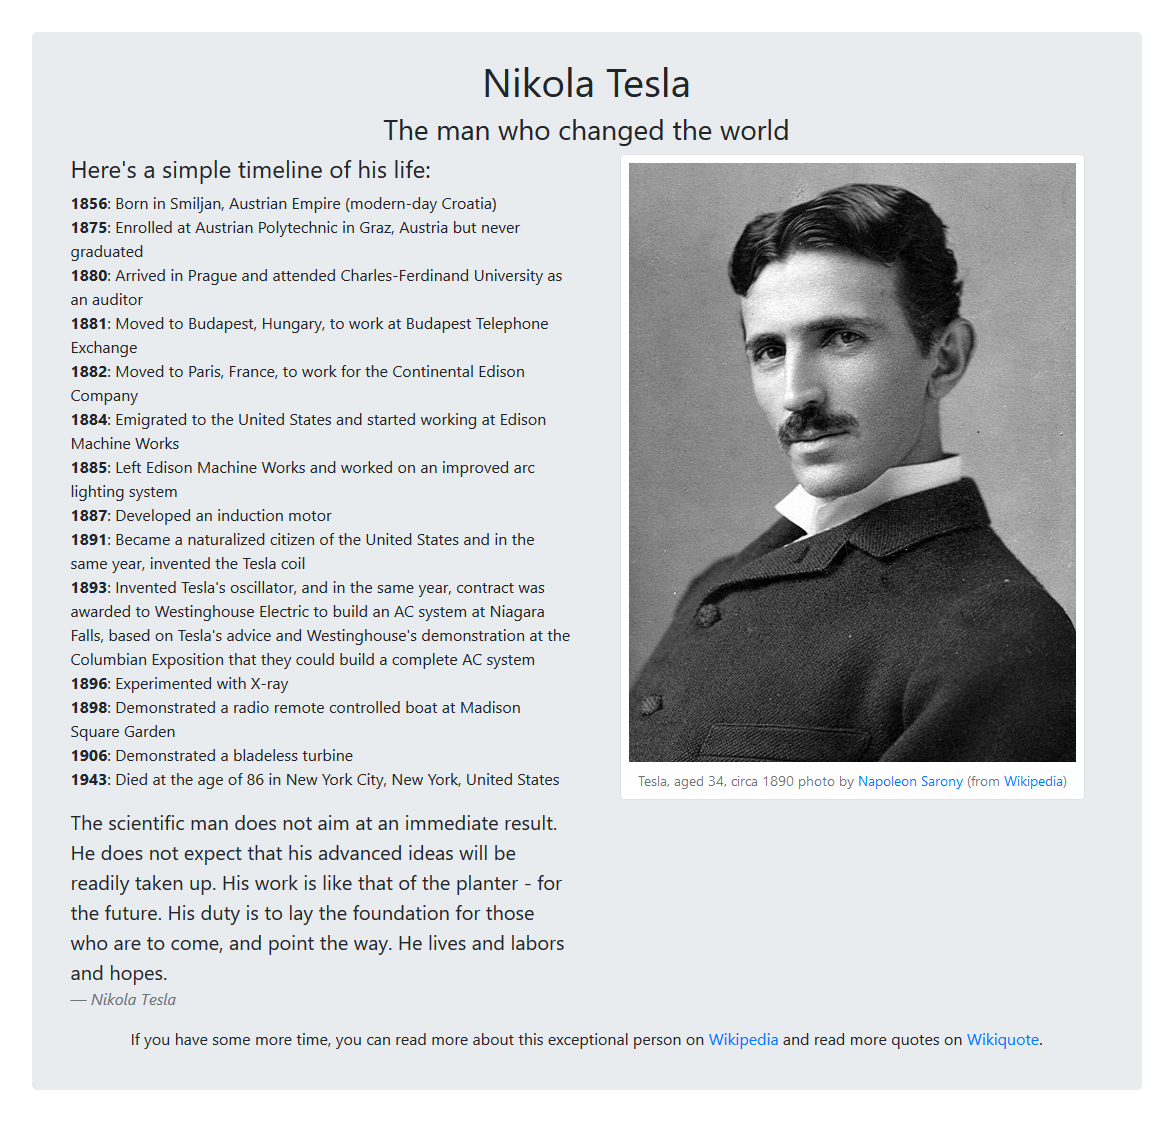 Nikola Tesla
The man who changed the world
Here's a simple timeline of his life:
1856: Born in Smiljan, Austrian Empire (modern-day Croatia)
1875: Enrolled at Austrian Polytechnic in Graz, Austria but never
graduated
1880: Arrived in Prague and attended Charles-Ferdinand University as
an auditor
1881: Moved to Budapest, Hungary, to work at Budapest Telephone
Exchange
1882: Moved to Paris, France, to work for the Continental Edison
Company
1884: Emigrated to the United States and started working at Edison
Machine Works
1885: Left Edison Machine Works and worked on an improved arc
lighting system
1887: Developed an induction motor
1891: Became a naturalized citizen of the United States and in the
same year, invented the Tesla coil
1893: Invented Tesla's oscillator, and in the same year, contract was
awarded to Westinghouse Electric to build an AC system at Niagara
Falls, based on Tesla's advice and Westinghouse's demonstration at the
Columbian Exposition that they could build a complete AC system
1896: Experimented with X-ray
1898: Demonstrated a radio remote controlled boat at Madison
Square Garden
1906: Demonstrated a bladeless turbine
1943: Died at the age of 86 in New York City, New York, United States
Tesla, aged 34, circa 1890 photo by Napoleon Sarony (from Wikipedia)
The scientific man does not aim at an immediate result.
He does not expect that his advanced ideas will be
readily taken up. His work is like that of the planter - for
the future. His duty is to lay the foundation for those
who are to come, and point the way. He lives and labors
and hopes.
— Nikola Tesla
If you have some more time, you can read more about this exceptional person on Wikipedia and read more quotes on Wikiquote.